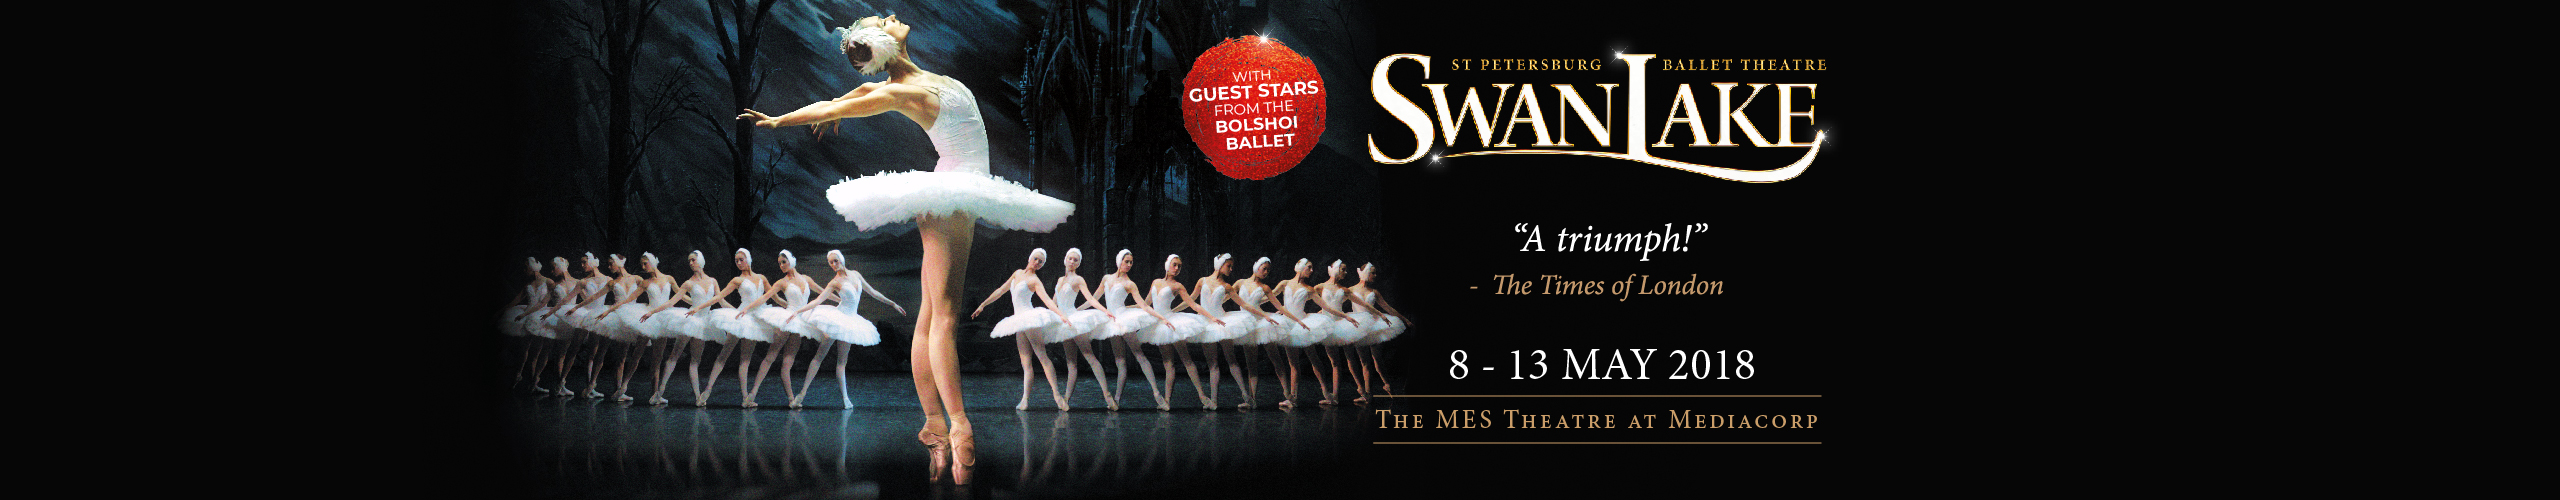 WITH
GUEST STARS
FROM THE
BOLSHOI
BALLET
ST PETERSBURG BALLET THEATRE
SWAN LAKE
“A triumph!”
- The Times of London
8 - 13 MAY 2018
THE MES THEATRE AT MEDIACORP